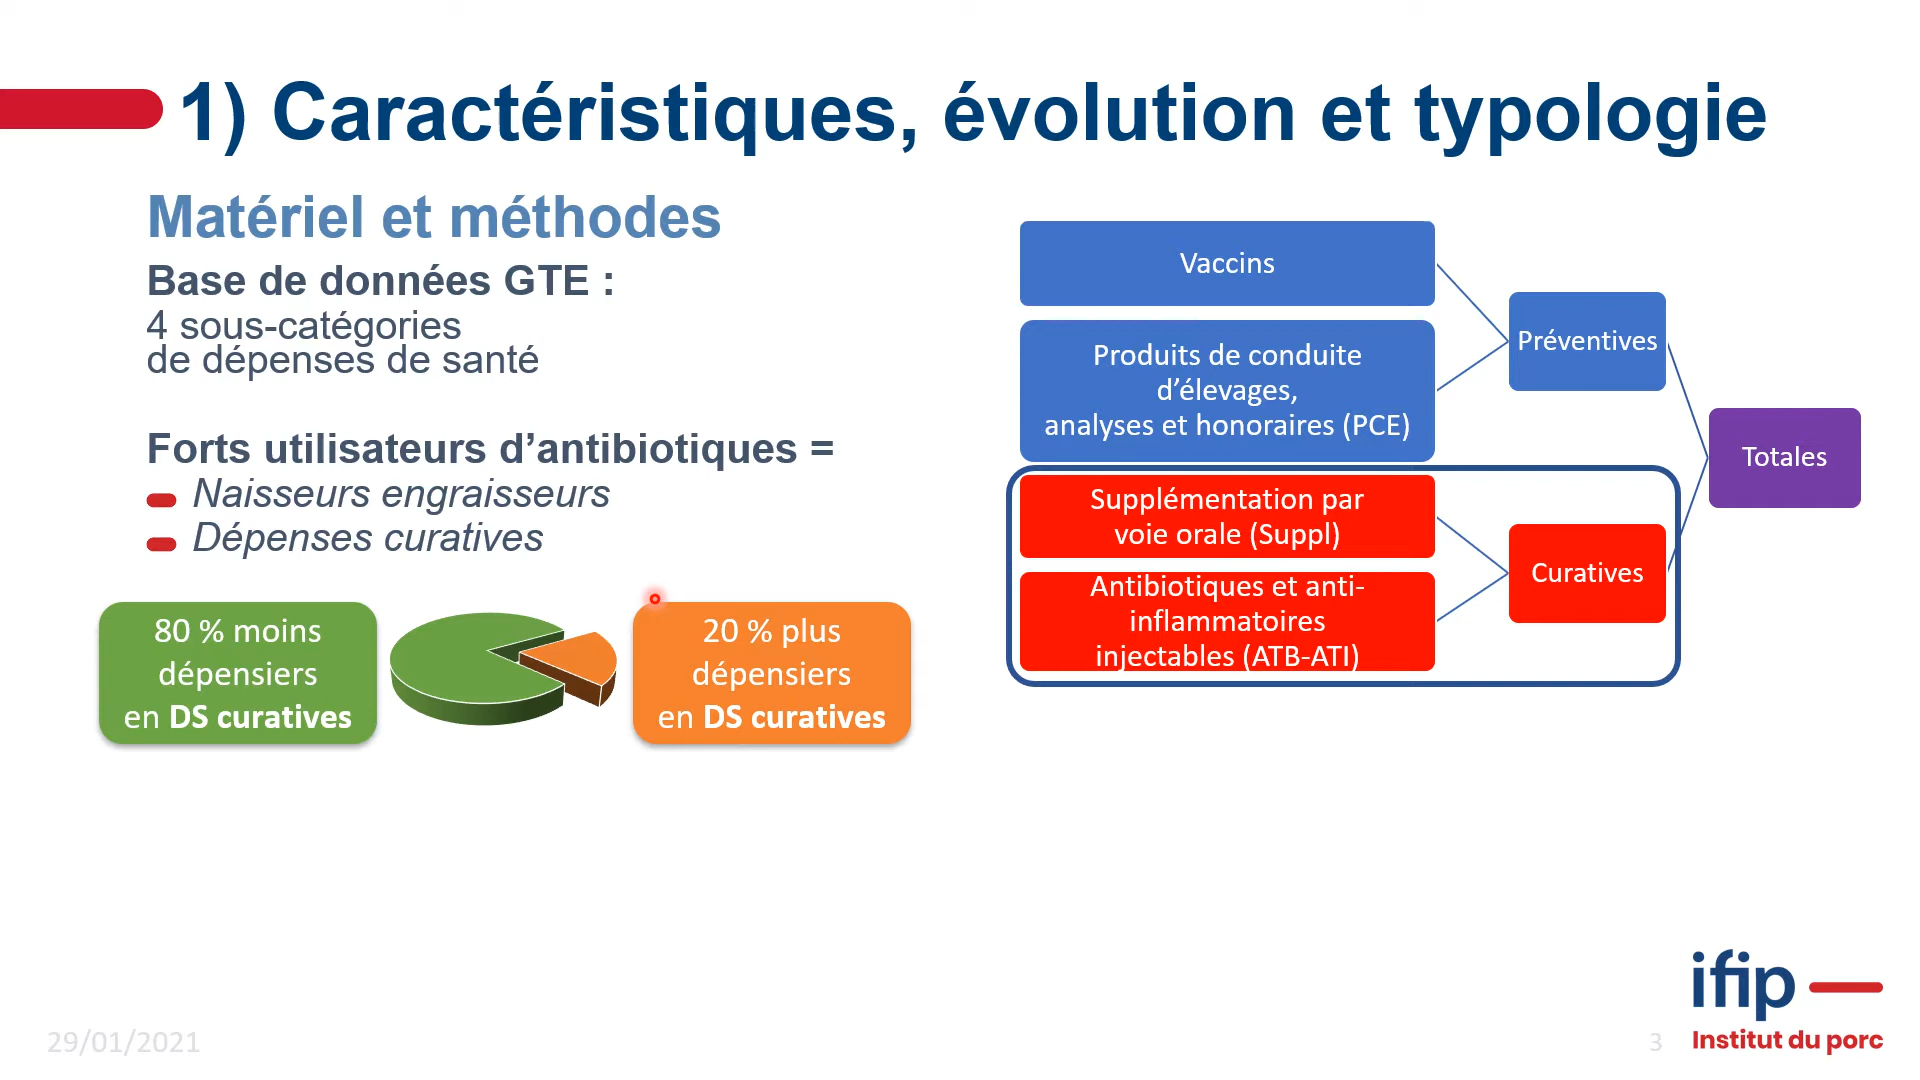 1) Caractéristiques, évolution et typologie
Matériel et méthodes
Base de données GTE :
4 sous-catégories
de dépenses de santé
Forts utilisateurs d’antibiotiques =
Naisseurs engraisseurs
Dépenses curatives
80 % moins
dépensiers
en DS curatives
20 % plus
dépensiers
en DS curatives
Vaccins
Produits de conduite
d’élevages,
analyses et honoraires (PCE)
Supplémentation par
voie orale (Suppl)
Antibiotiques et anti-
inflammatoires
injectables (ATB-ATI)
Préventives
Curatives
Totales
29/01/2021
3
ifip
Institut du porc